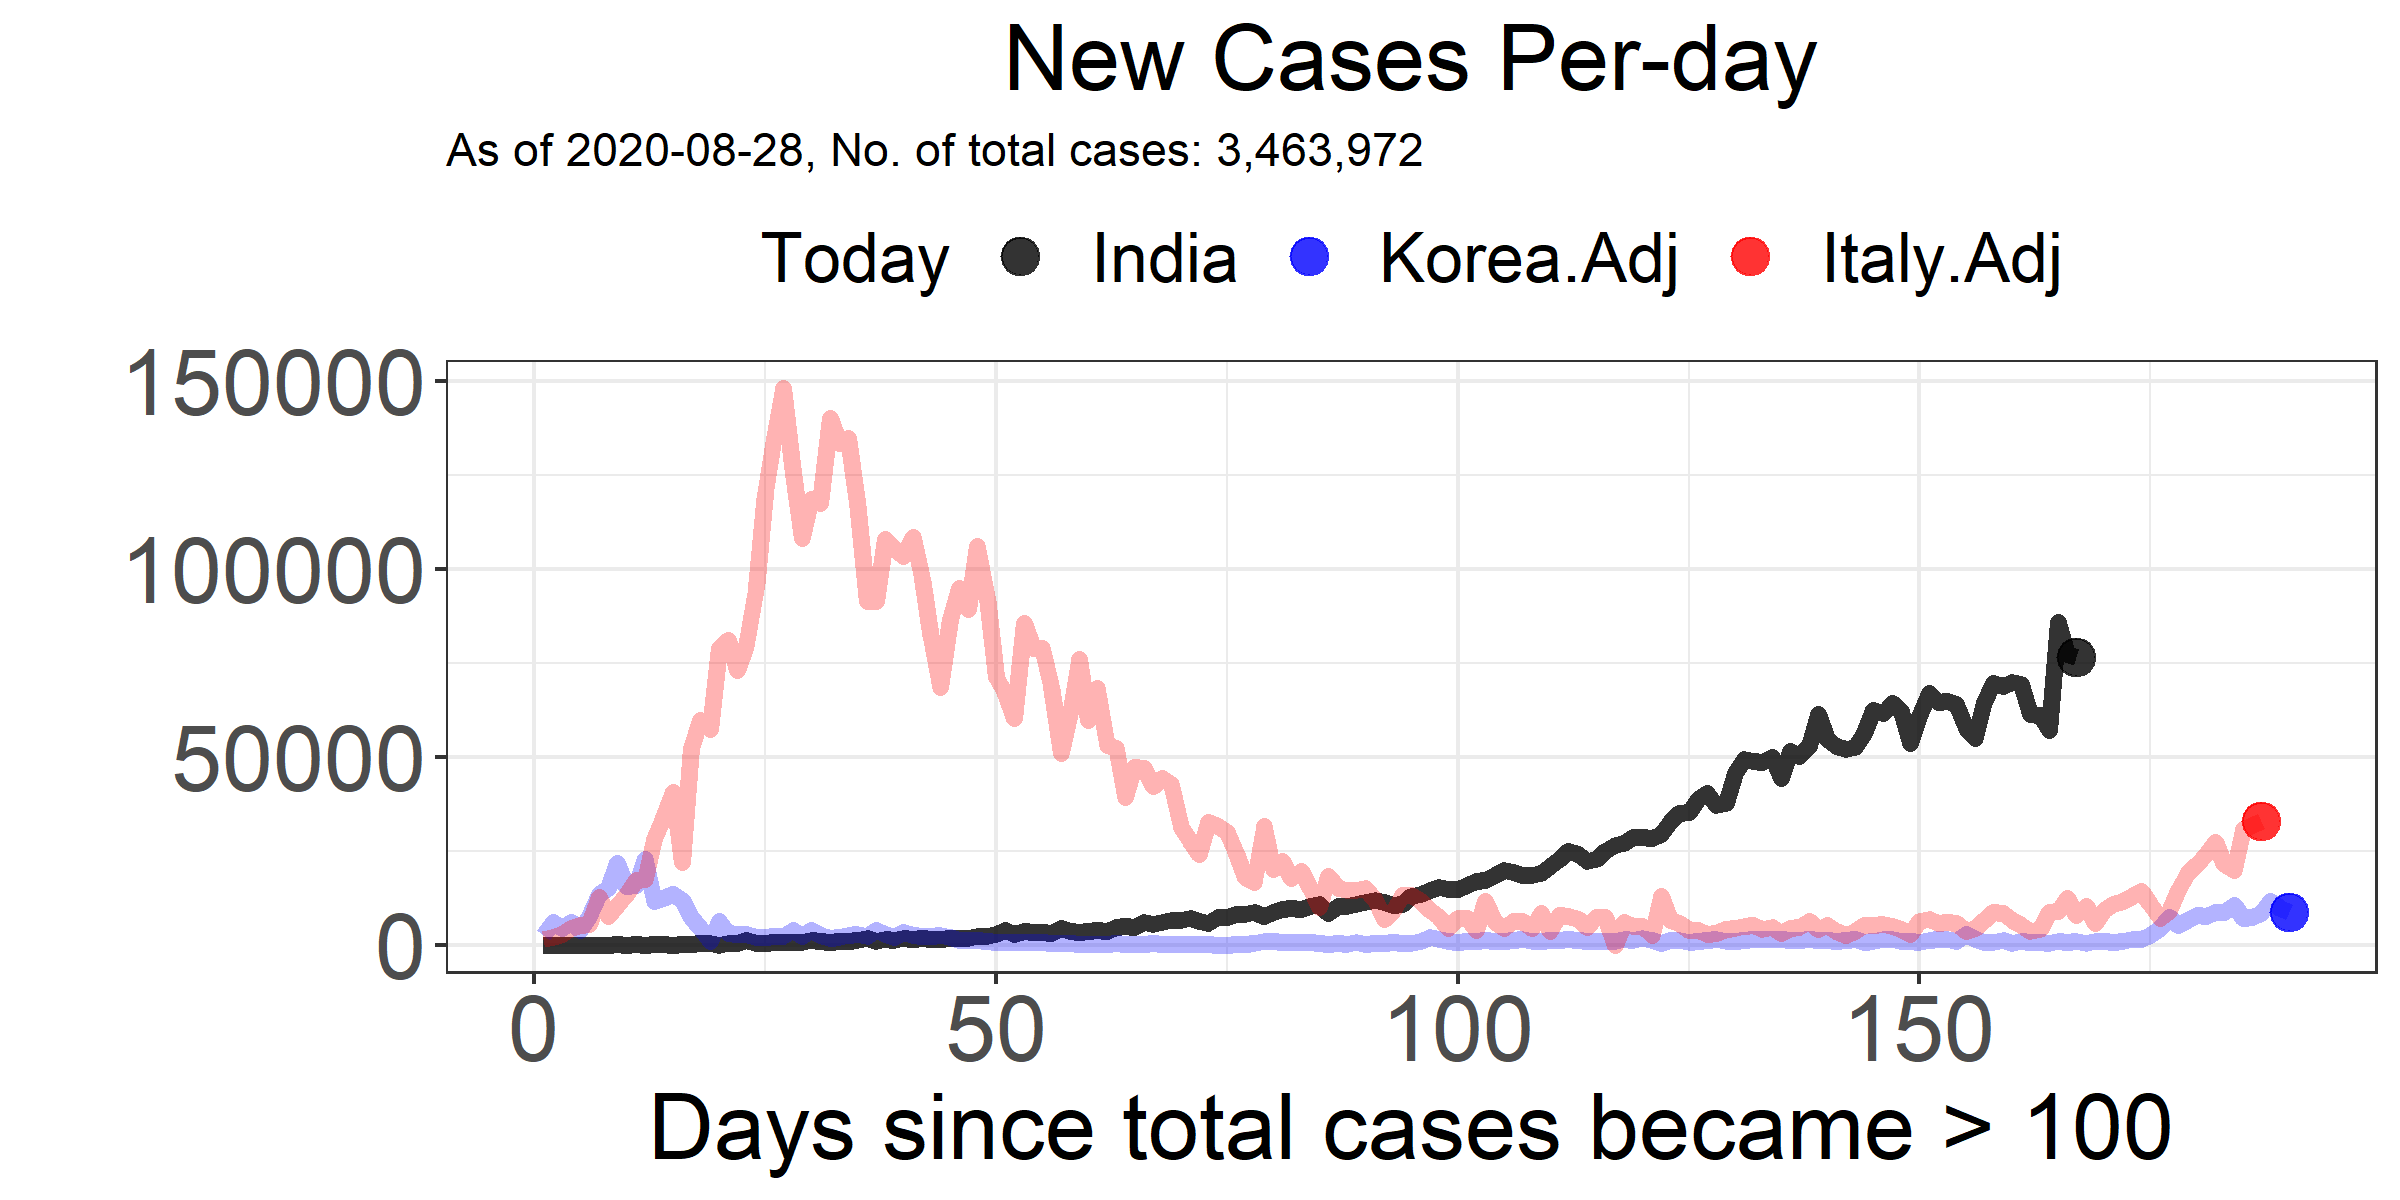 New Cases Per-day
As of 2020-08-28, No. of total cases: 3,463,972
Today India Korea.Adj Italy.Adj
150000
100000
50000
0
0 50 100 150
Days since total cases became > 100